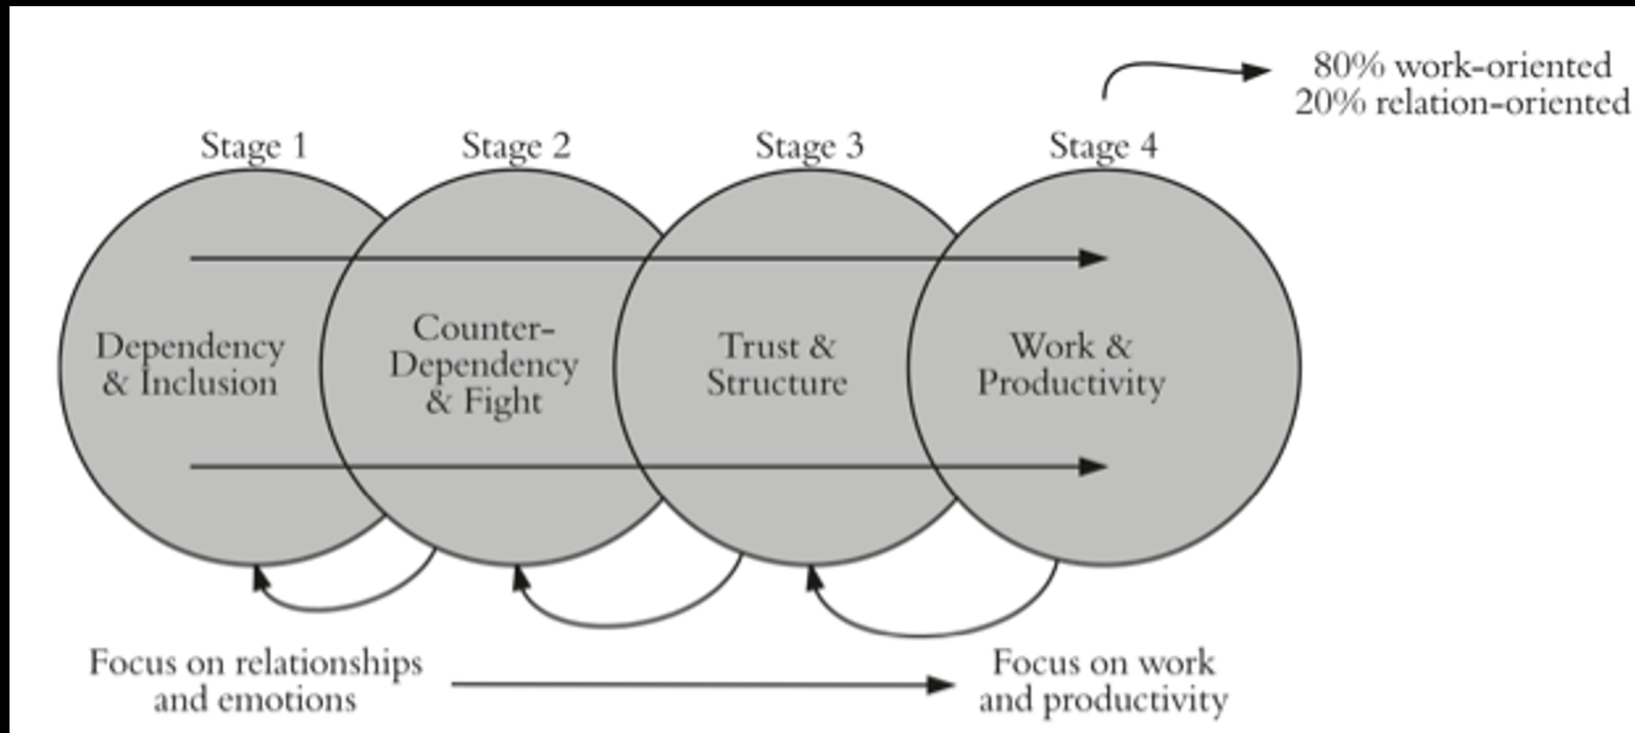 80% work-oriented
20% relation-oriented
Stage 1
Stage 2
Stage 3
Stage 4
Dependency
& Inclusion
Counter-
Dependency
& Fight
Trust &
Structure
Work &
Productivity
Focus on relationships
and emotions
Focus on work
and productivity